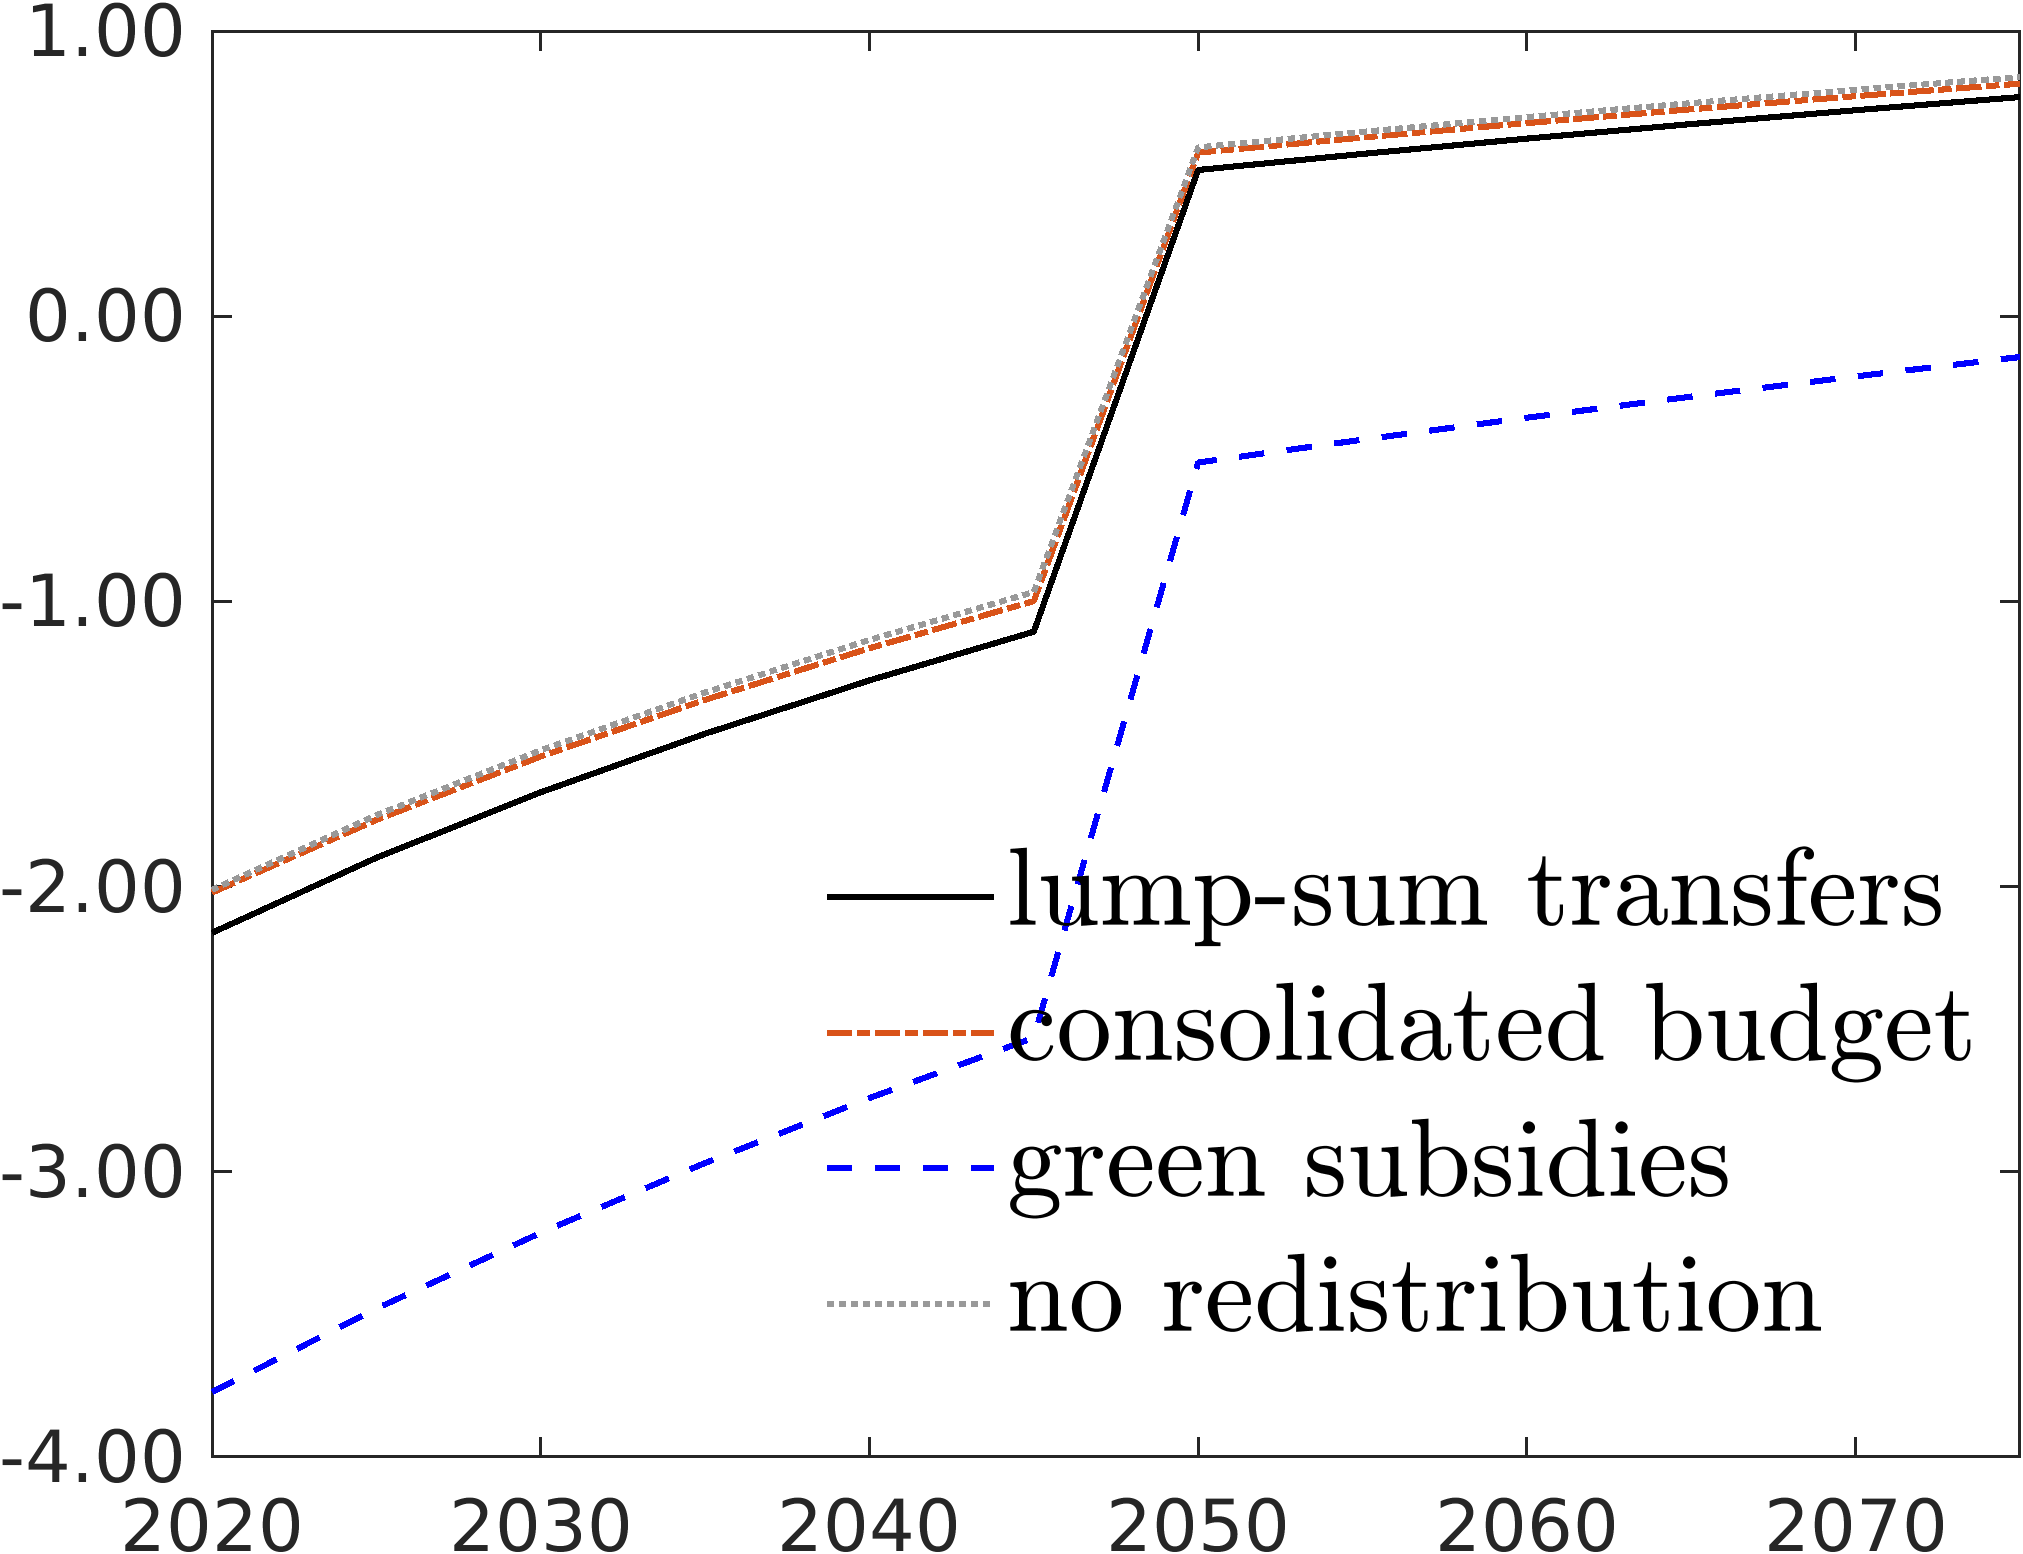 1.00
0.00
-1.00
-2.00
-3.00
-4.00
2020 2030 2040 2050 2060 2070
lump-sum transfers
consolidated budget
green subsidies
no redistribution